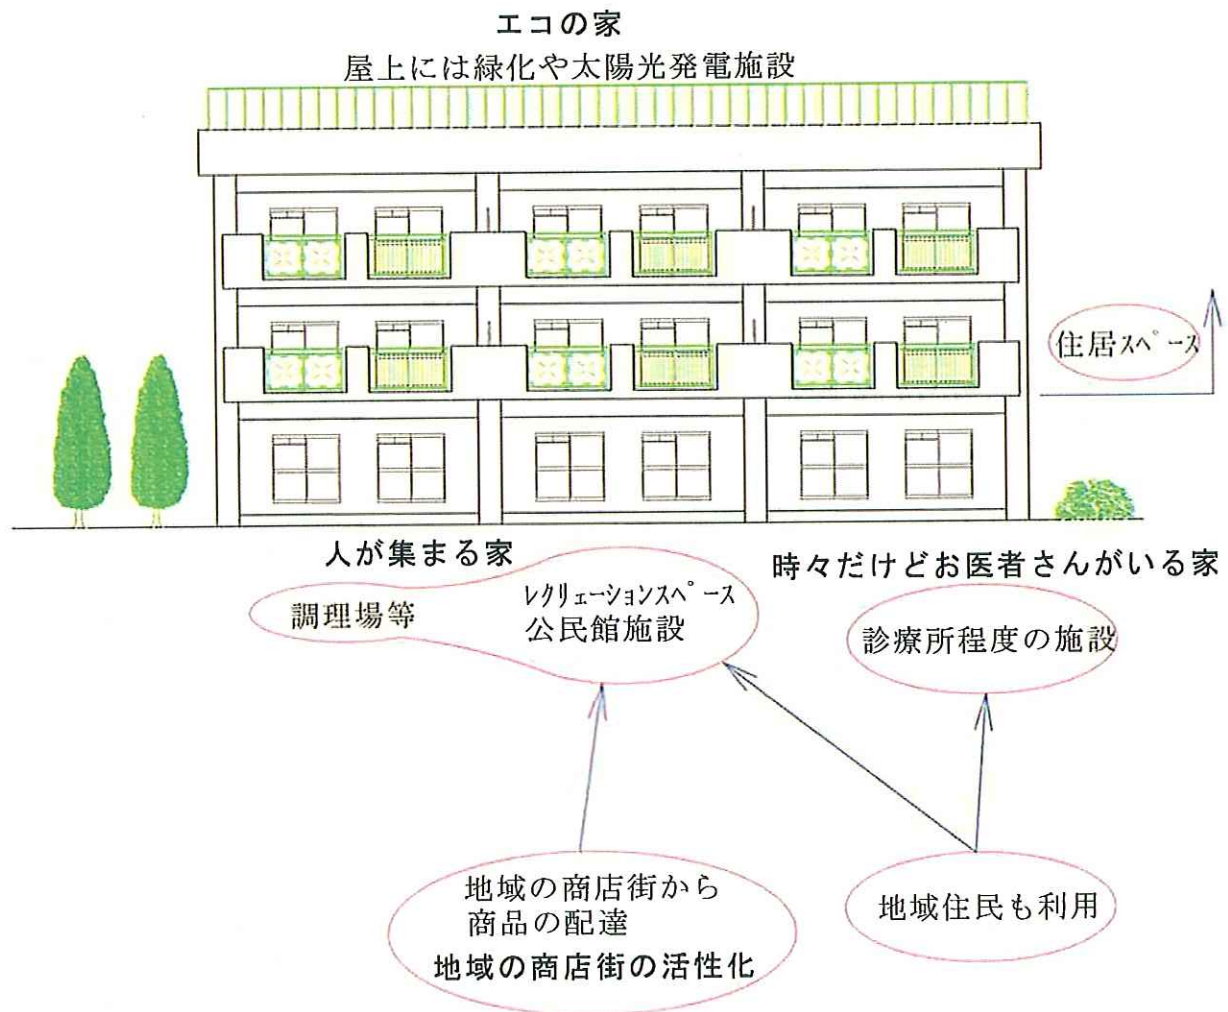 エコの家
屋上には緑化や太陽光発電施設
住居スペース
人が集まる家
時々だけどお医者さんがいる家
調理場等
レクリェーションスペース
公民館施設
診療所程度の施設
地域の商店街から
商品の配達
地域の商店街の活性化
地域住民も利用